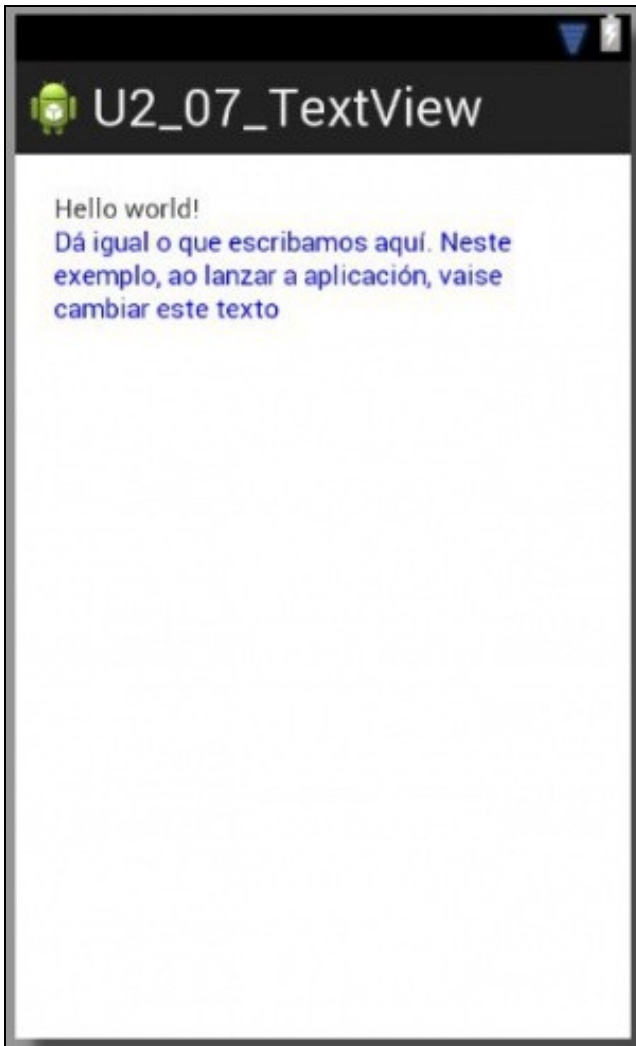 U2_07_TextView
Hello world!
Dá igual o que escribamos aquí. Neste
exemplo, ao lanzar a aplicación, vaise
cambiar este texto